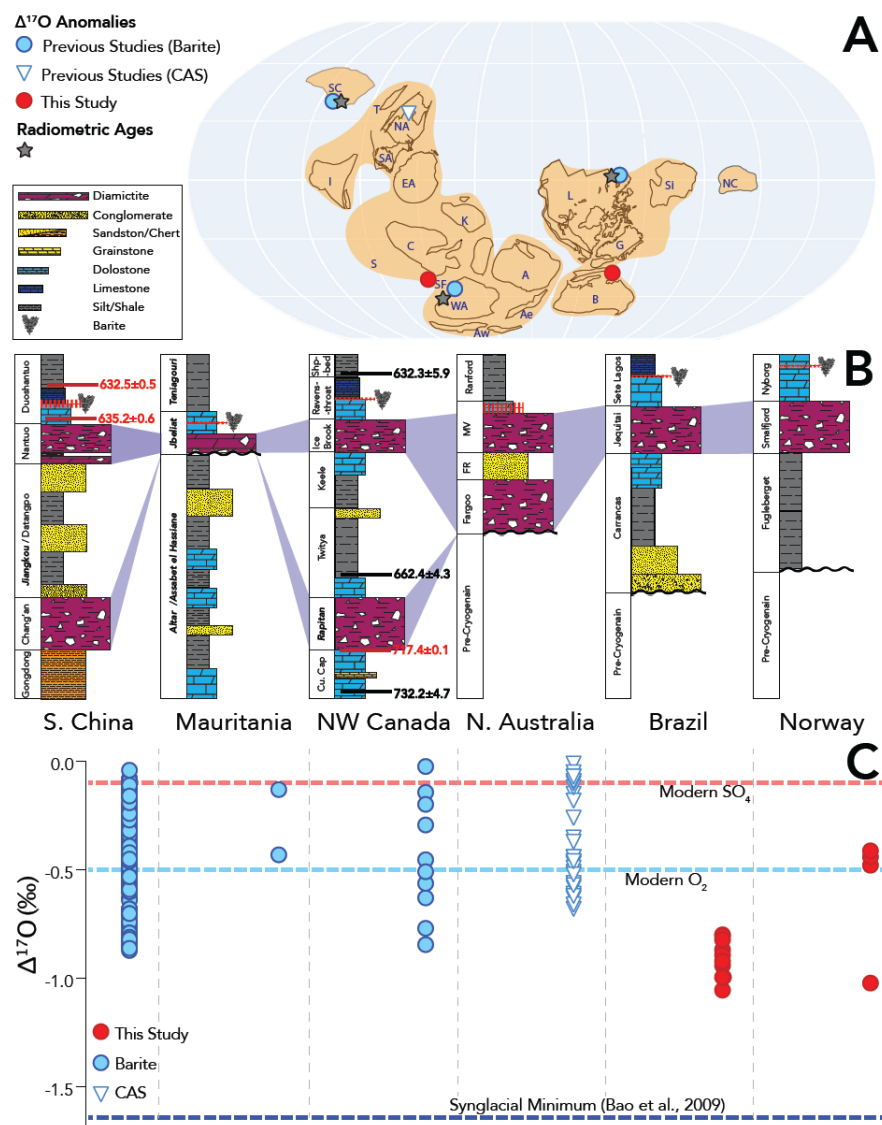 Δ¹⁷O Anomalies
Previous Studies (Barite)
Previous Studies (CAS)
This Study
Radiometric Ages
Diamictite
Conglomerate
Sandston/Chert
Grainstone
Dolostone
Limestone
Silt/Shale
Barite
A
SC
T
NA
SA
I
EA
K
C
S
SF
WA
Aw
A
Ae
L
Si
NC
G
B
B
Duoshantuo
Nantuo
Jiangkou / Datangpo
Chang'an
Gongdong
632.5±0.5
635.2±0.6
Teniagouri
Jbeliat
Altar /Assabet el Hassiane
Shp-
-bed
Ravens-
-throat
Ice
Brook
Keele
Twitya
Rapitan
Cu. Cap
632.3±5.9
662.4±4.3
717.4±0.1
732.2±4.7
Ranford
MV
FR
Fargoo
Pre-Cryogenain
Sete Lagos
Jequitai
Carrancas
Pre-Cryogenain
Nyborg
Smalfjord
Fugleberget
Pre-Cryogenain
S. China
Mauritania
NW Canada
N. Australia
Brazil
Norway
C
0.0
-0.5
-1.0
-1.5
Δ¹⁷O (‰)
Modern SO₄
Modern O₂
This Study
Barite
CAS
Synglacial Minimum (Bao et al., 2009)